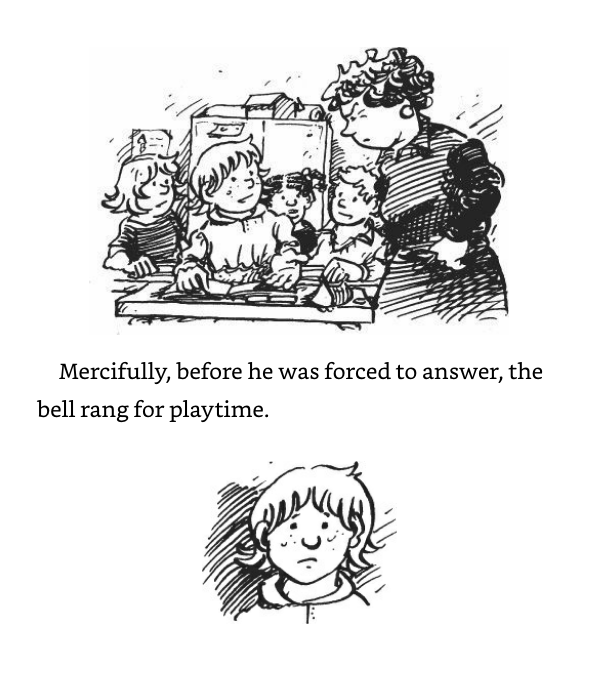 Mercifully, before he was forced to answer, the
bell rang for playtime.